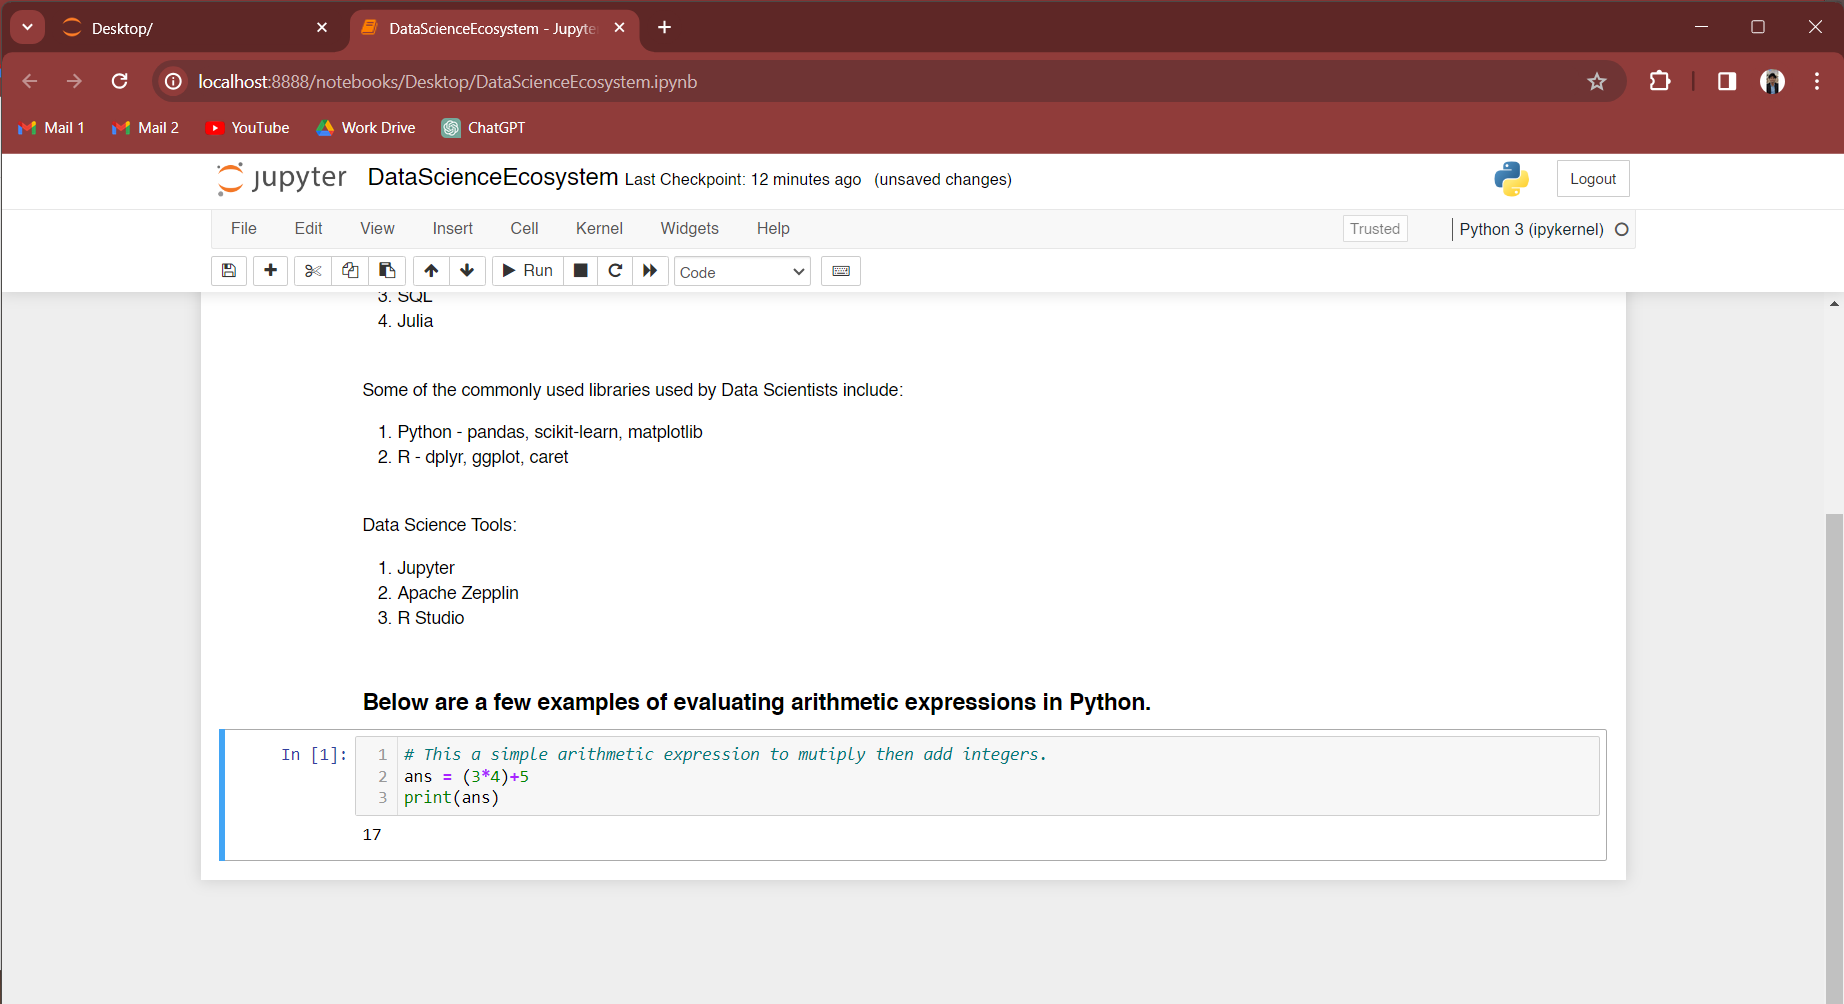 Desktop/
DataScienceEcosystem - Jupyte
localhost:8888/notebooks/Desktop/DataScienceEcosystem.ipynb
Mail 1 Mail 2 YouTube Work Drive ChatGPT
jupyter DataScienceEcosystem Last Checkpoint: 12 minutes ago (unsaved changes) Logout
File Edit View Insert Cell Kernel Widgets Help Trusted Python 3 (ipykernel)
Run Code
3. SQL
4. Julia
Some of the commonly used libraries used by Data Scientists include:
1. Python - pandas, scikit-learn, matplotlib
2. R - dplyr, ggplot, caret
Data Science Tools:
1. Jupyter
2. Apache Zepplin
3. R Studio
Below are a few examples of evaluating arithmetic expressions in Python.
In [1]: 1 # This a simple arithmetic expression to mutiply then add integers.
2 ans = (3*4)+5
3 print(ans)
17